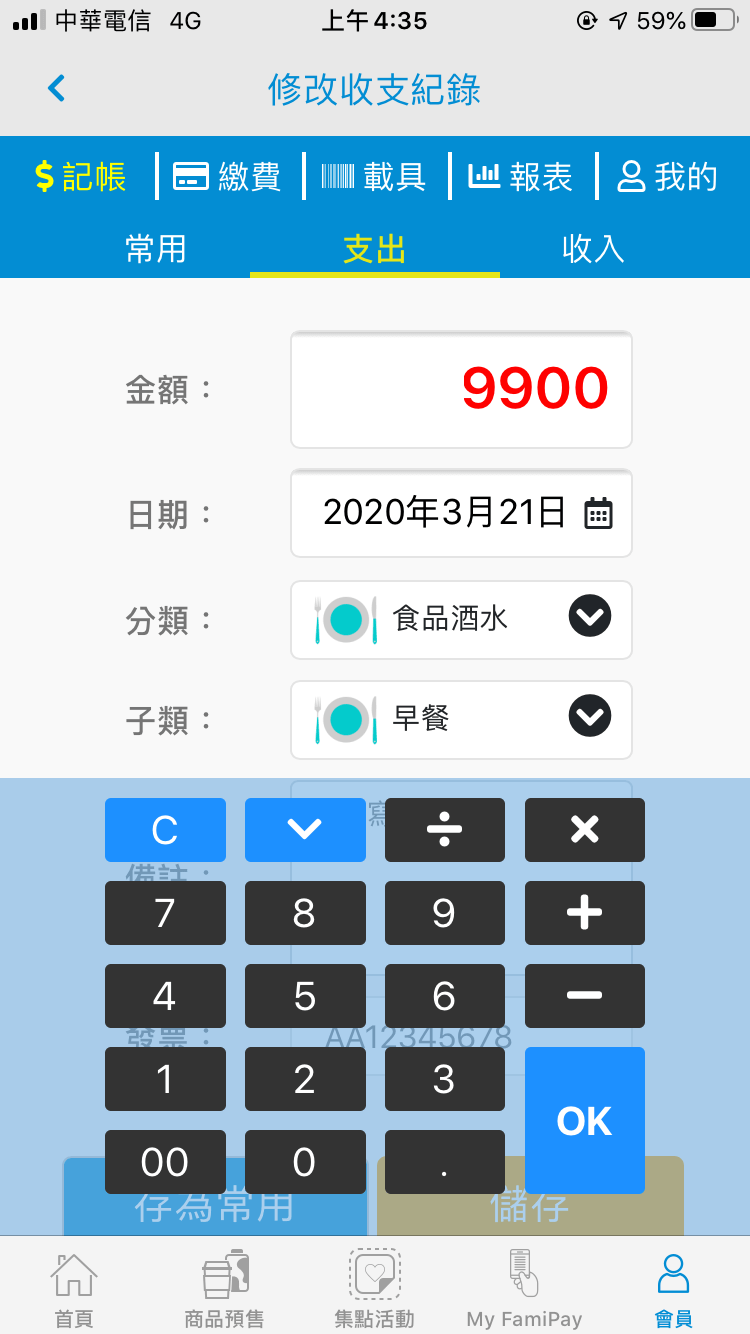 中華電信 4G 上午4:35 59%
修改收支紀錄
記帳 繳費 載具 報表 我的
常用 支出 收入
金額： 9900
日期： 2020年3月21日
分類： 食品酒水
子類： 早餐
寫
C ÷ ×
備註：
7 8 9 +
4 5 6 −
發票： AA12345678
1 2 3
OK
00 0 .
存為常用 儲存
首頁 商品預售 集點活動 My FamiPay 會員